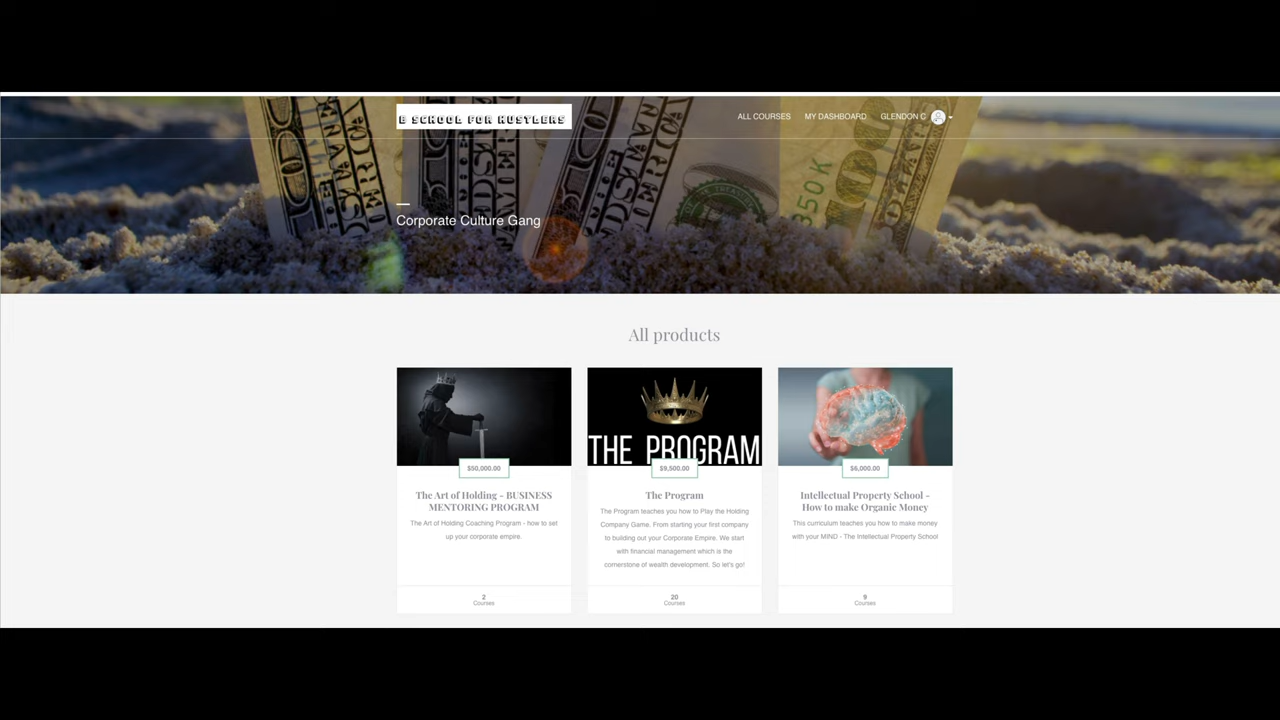 E SCHOOL FOR HUSTLERS
ALL COURSES
MY DASHBOARD
GLENDON C
Corporate Culture Gang
All products
THE PROGRAM
$50,000.00
$9,500.00
$6,000.00
The Art of Holding - BUSINESS
MENTORING PROGRAM
The Art of Holding Coaching Program - how to set
up your corporate empire.
2
Courses
The Program
The Program teaches you how to Play the Holding
Company Game. From starting your first company
to building out your Corporate Empire. We start
with financial management which is the
cornerstone of wealth development. So let's go!
20
Courses
Intellectual Property School -
How to make Organic Money
This curriculum teaches you how to make money
with your MIND - The Intellectual Property School
9
Courses